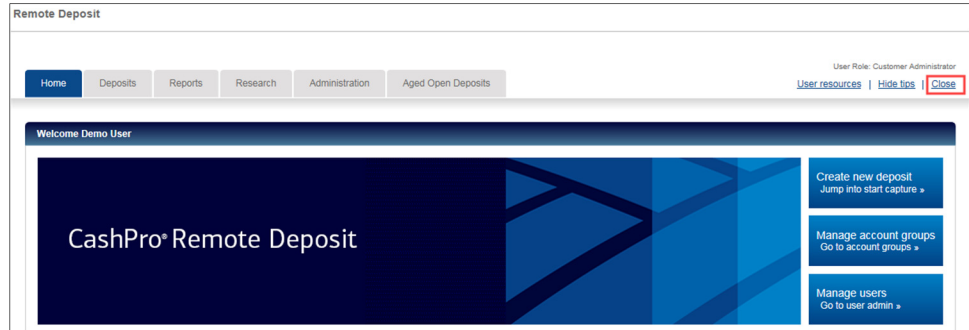 Remote Deposit
User Role: Customer Administrator
Home Deposits Reports Research Administration Aged Open Deposits
User resources | Hide tips | Close
Welcome Demo User
CashPro® Remote Deposit
Create new deposit
Jump into start capture »
Manage account groups
Go to account groups »
Manage users
Go to user admin »